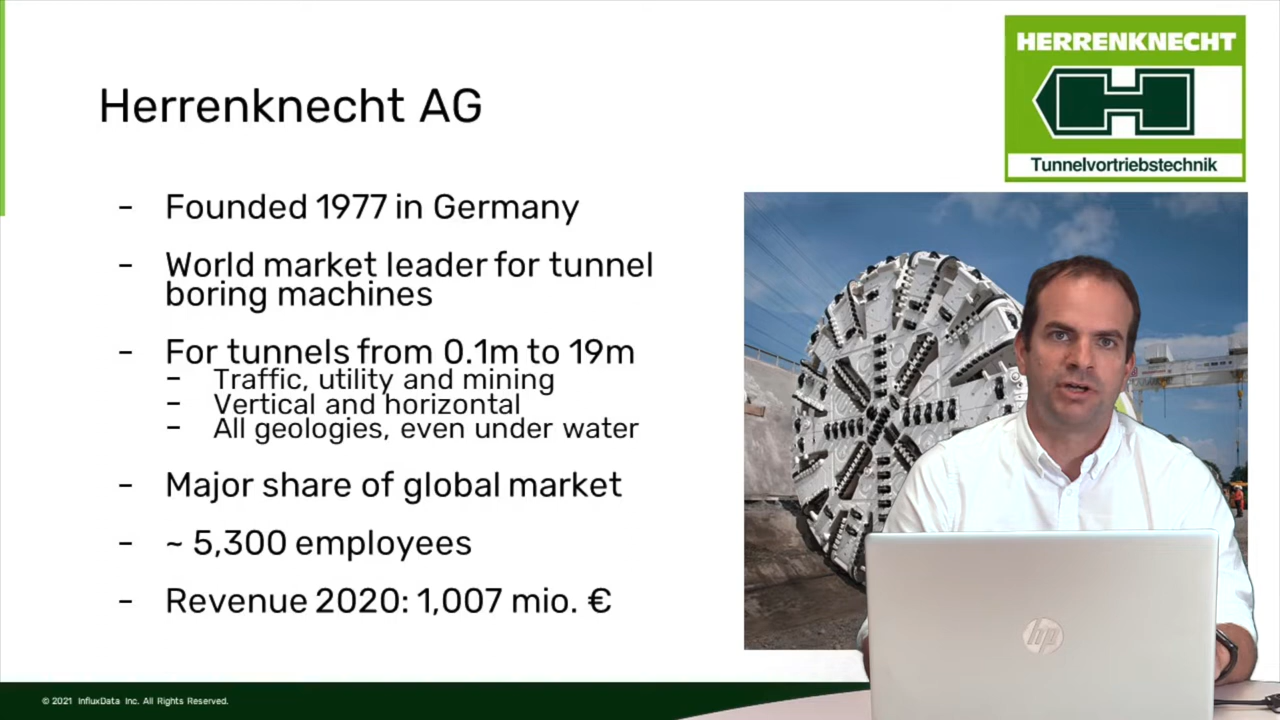 HERRENKNECHT
Tunnelvortriebstechnik
Herrenknecht AG
- Founded 1977 in Germany
- World market leader for tunnel
boring machines
- For tunnels from 0.1m to 19m
- Traffic, utility and mining
- Vertical and horizontal
- All geologies, even under water
- Major share of global market
- ~ 5,300 employees
- Revenue 2020: 1,007 mio. €
hp
© 2021 InfluxData Inc. All Rights Reserved.